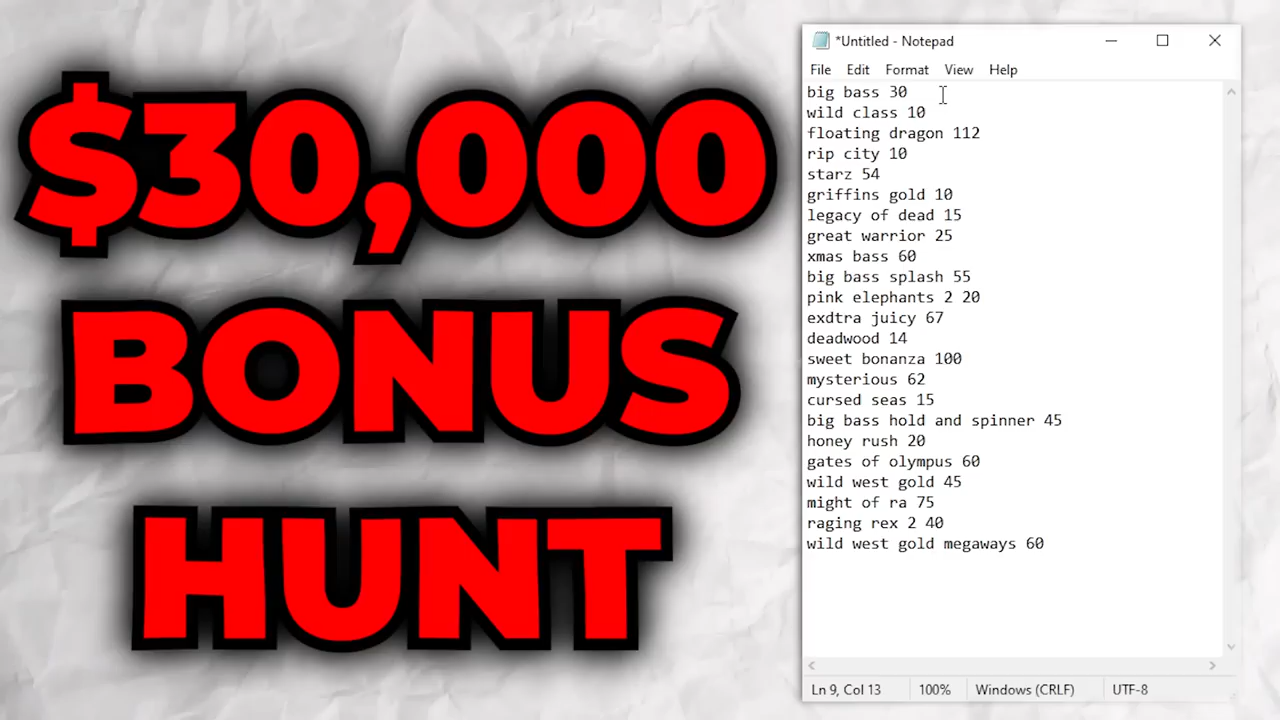 $30,000
BONUS
HUNT
*Untitled - Notepad
File Edit Format View Help
big bass 30
wild class 10
floating dragon 112
rip city 10
starz 54
griffins gold 10
legacy of dead 15
great warrior 25
xmas bass 60
big bass splash 55
pink elephants 2 20
exdtra juicy 67
deadwood 14
sweet bonanza 100
mysterious 62
cursed seas 15
big bass hold and spinner 45
honey rush 20
gates of olympus 60
wild west gold 45
might of ra 75
raging rex 2 40
wild west gold megaways 60
Ln 9, Col 13 100% Windows (CRLF) UTF-8